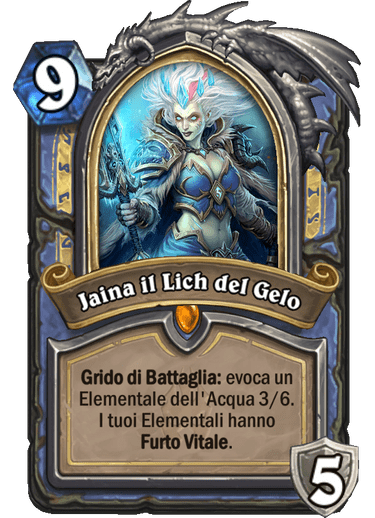 9
Jaina il Lich del Gelo
Grido di Battaglia: evoca un
Elementale dell'Acqua 3/6.
I tuoi Elementali hanno
Furto Vitale.
5